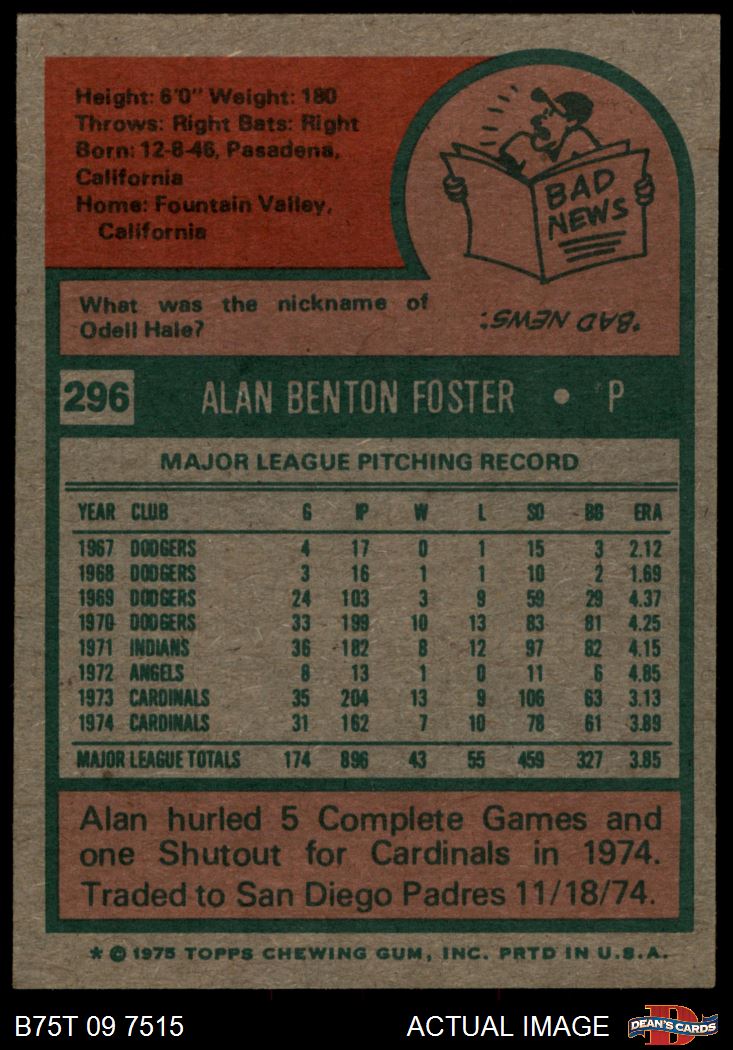 Height: 6'0" Weight: 180
Throws: Right Bats: Right
Born: 12-8-46, Pasadena,
California
Home: Fountain Valley,
California
BAD
NEWS
What was the nickname of
Odell Hale?
"BAD NEWS."
296 ALAN BENTON FOSTER • P
MAJOR LEAGUE PITCHING RECORD
YEAR CLUB G IP W L SO BB ERA
1967 DODGERS 4 17 0 1 15 3 2.12
1968 DODGERS 3 16 1 1 10 2 1.69
1969 DODGERS 24 103 3 9 59 29 4.37
1970 DODGERS 33 199 10 13 83 81 4.25
1971 INDIANS 36 182 8 12 97 82 4.15
1972 ANGELS 8 13 1 0 11 6 4.85
1973 CARDINALS 35 204 13 9 106 63 3.13
1974 CARDINALS 31 162 7 10 78 61 3.89
MAJOR LEAGUE TOTALS 174 896 43 55 459 327 3.85
Alan hurled 5 Complete Games and
one Shutout for Cardinals in 1974.
Traded to San Diego Padres 11/18/74.
* © 1975 TOPPS CHEWING GUM, INC. PRTD IN U.S.A.
B75T 09 7515 ACTUAL IMAGE DEAN'S CARDS